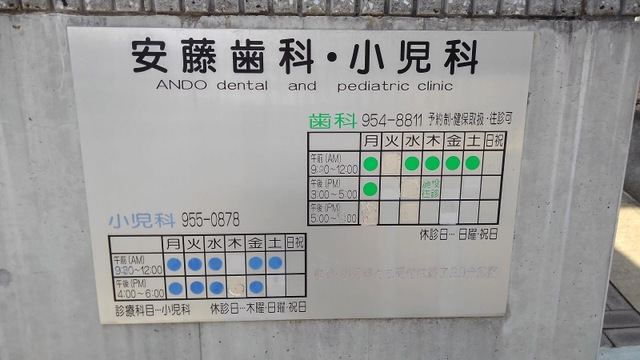 安藤歯科・小児科
ANDO dental and pediatric clinic
歯科 954-8811 予約制・健保取扱・往診可
月 火 水 木 金 土 日祝
午前(AM) 9:30~12:00 ● ● ● ● ●
午後(PM) 3:00~5:00 ●
午後(PM) 5:00~
休診日…日曜・祝日
小児科 955-0878
月 火 水 木 金 土 日祝
午前(AM) 9:00~12:00 ● ● ● ● ●
午後(PM) 4:00~6:00 ● ● ● ●
診療科目…小児科 休診日…木曜・日曜・祝日